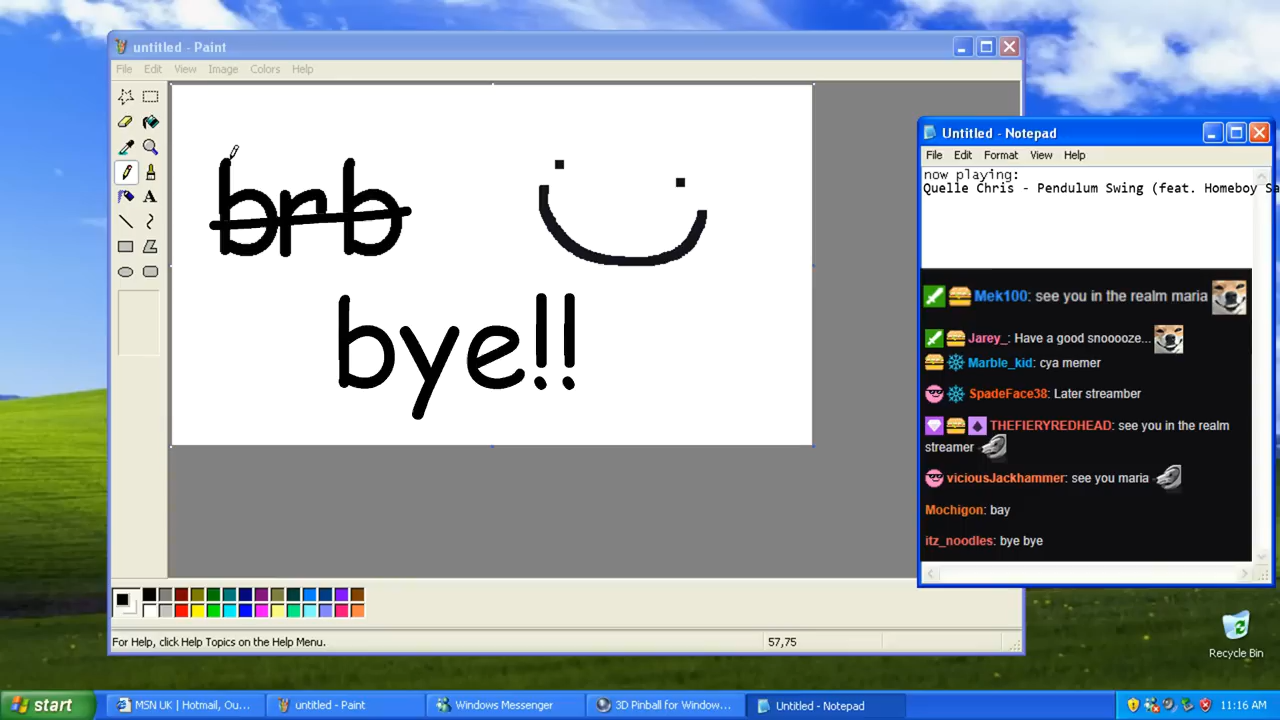 untitled - Paint
File Edit View Image Colors Help
brb
bye!!
For Help, click Help Topics on the Help Menu.
57,75
Untitled - Notepad
File Edit Format View Help
now playing:
Quelle Chris - Pendulum Swing (feat. Homeboy Sa
Mek100: see you in the realm maria
Jarey_: Have a good snooooze...
Marble_kid: cya memer
SpadeFace38: Later streamber
THEFIERYREDHEAD: see you in the realm
streamer
viciousJackhammer: see you maria
Mochigon: bay
itz_noodles: bye bye
Recycle Bin
start
MSN UK | Hotmail, Ou...
untitled - Paint
Windows Messenger
3D Pinball for Window...
Untitled - Notepad
11:16 AM